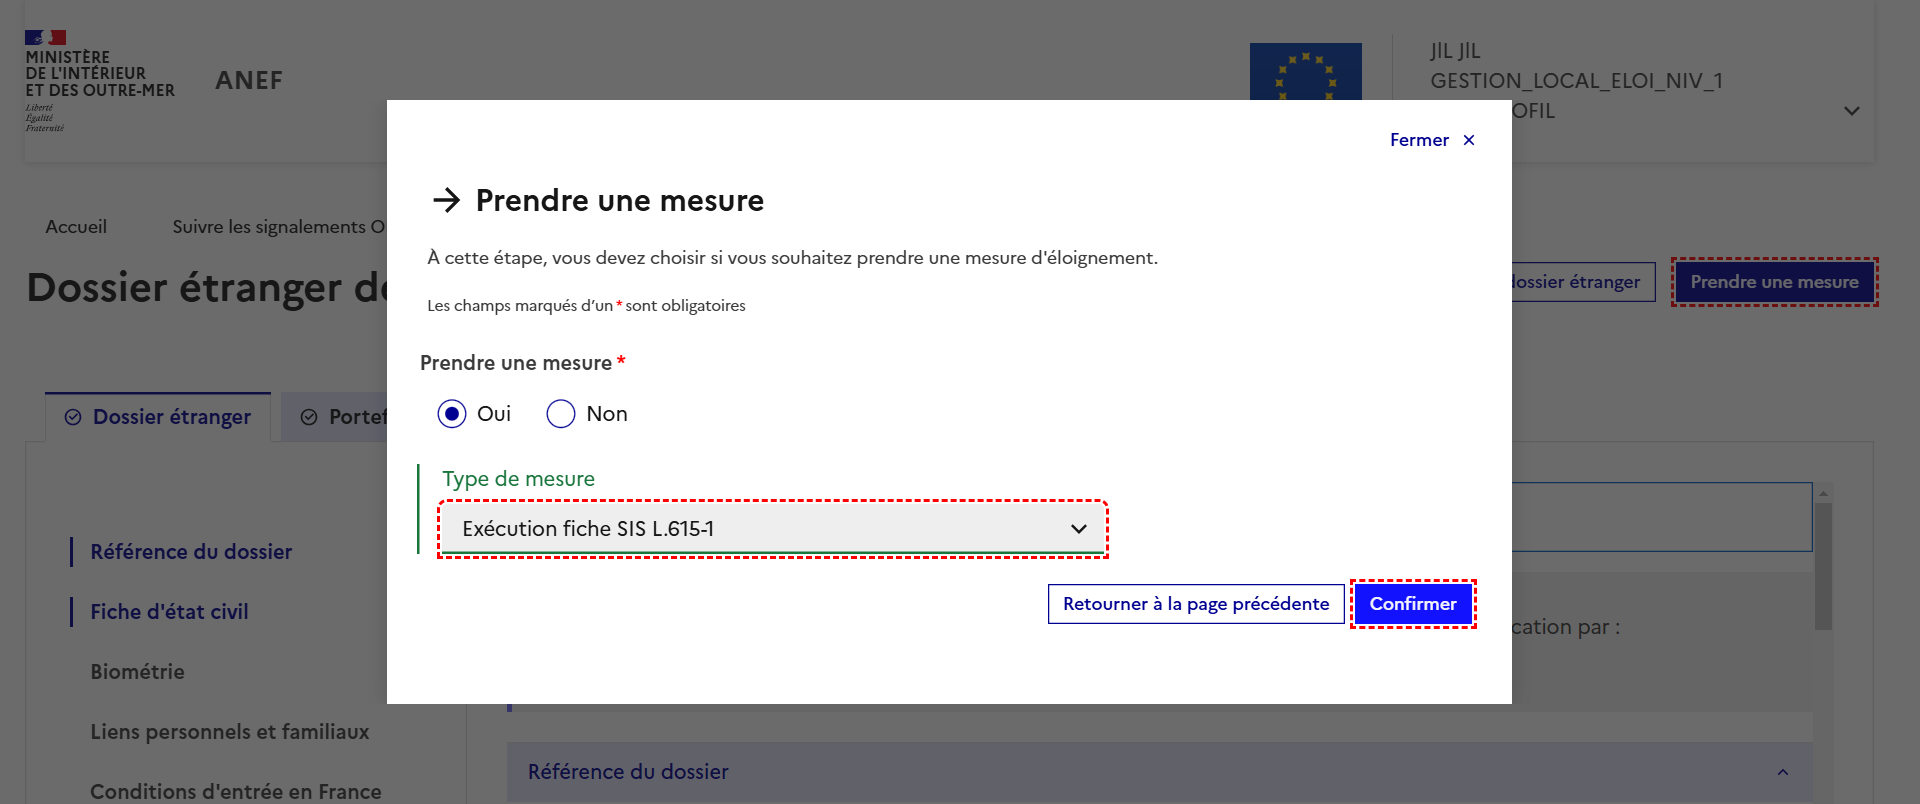 MINISTÈRE
DE L'INTÉRIEUR
ET DES OUTRE-MER
Liberté
Égalité
Fraternité
ANEF
JIL JIL
GESTION_LOCAL_ELOI_NIV_1
OFIL
Fermer
Prendre une mesure
Accueil
Suivre les signalements O
À cette étape, vous devez choisir si vous souhaitez prendre une mesure d'éloignement.
Dossier étranger de
dossier étranger
Prendre une mesure
Les champs marqués d’un * sont obligatoires
Prendre une mesure *
Oui
Non
Dossier étranger
Portef
Type de mesure
Exécution fiche SIS L.615-1
Référence du dossier
Retourner à la page précédente
Confirmer
Fiche d'état civil
cation par :
Biométrie
Liens personnels et familiaux
Référence du dossier
Conditions d'entrée en France